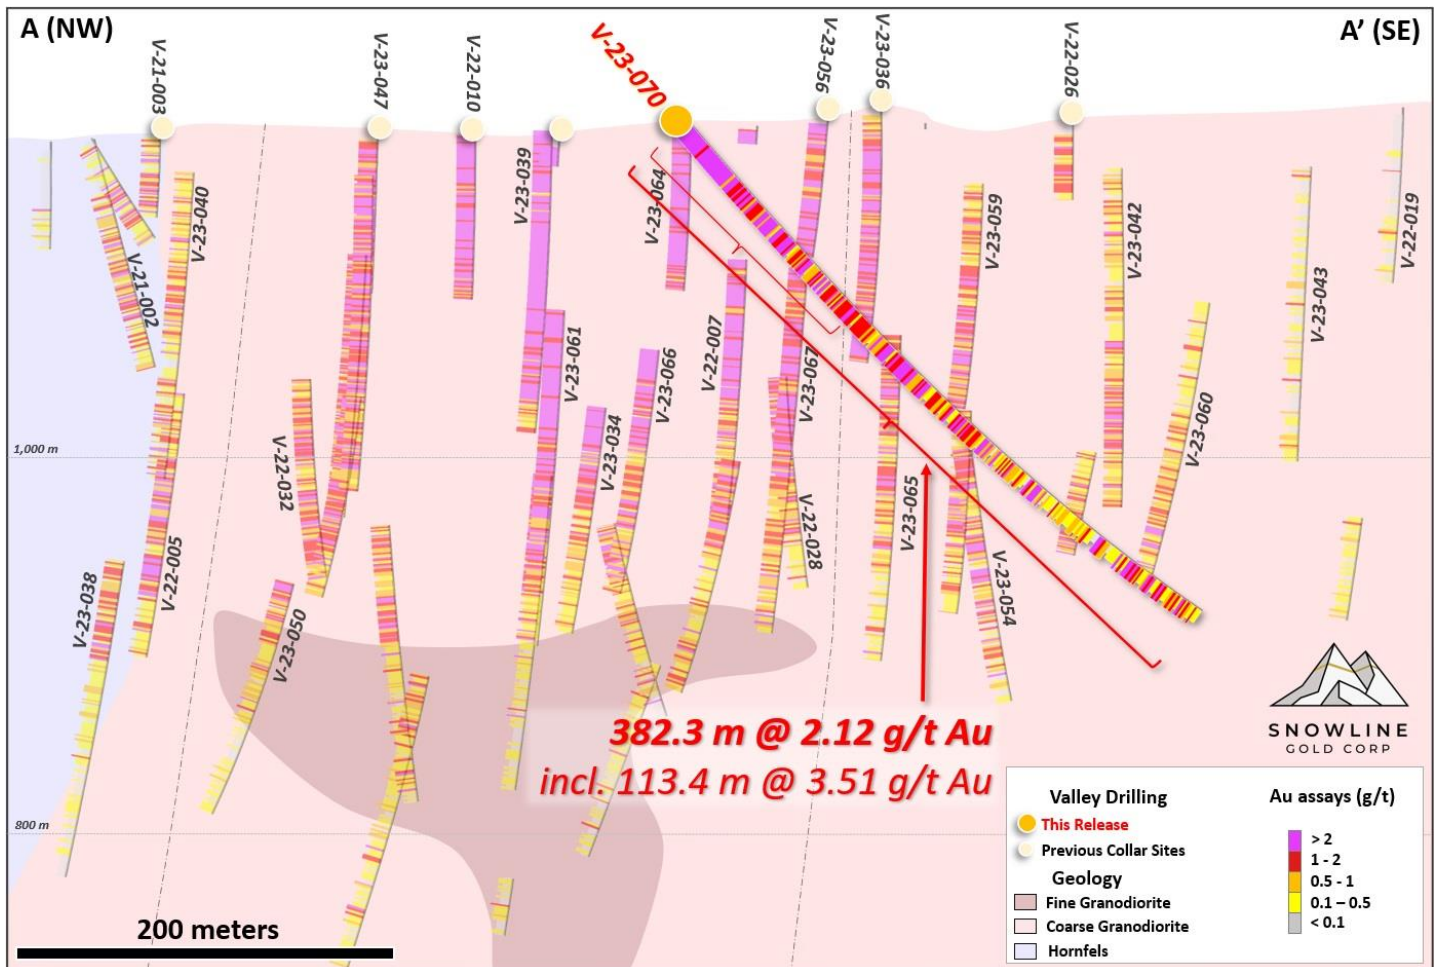 A (NW)
A’ (SE)
V-21-003
V-23-047
V-22-010
V-23-070
V-23-056
V-23-036
V-22-026
V-23-040
V-21-002
V-23-039
V-23-064
V-23-059
V-23-042
V-22-019
V-23-043
V-23-061
V-23-066
V-22-007
V-23-067
V-23-060
V-23-034
1,000 m
V-22-032
V-23-065
V-22-028
V-22-005
V-23-038
V-23-050
V-23-054
382.3 m @ 2.12 g/t Au
incl. 113.4 m @ 3.51 g/t Au
SNOWLINE
GOLD CORP
800 m
200 meters
Valley Drilling
This Release
Previous Collar Sites
Geology
Fine Granodiorite
Coarse Granodiorite
Hornfels
Au assays (g/t)
> 2
1 - 2
0.5 - 1
0.1 – 0.5
< 0.1